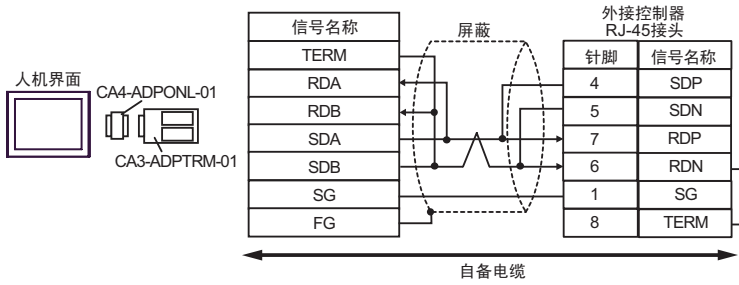 人机界面
CA4-ADPONL-01
CA3-ADPTRM-01
信号名称
TERM
RDA
RDB
SDA
SDB
SG
FG
屏蔽
外接控制器
RJ-45接头
针脚 信号名称
4 SDP
5 SDN
7 RDP
6 RDN
1 SG
8 TERM
自备电缆